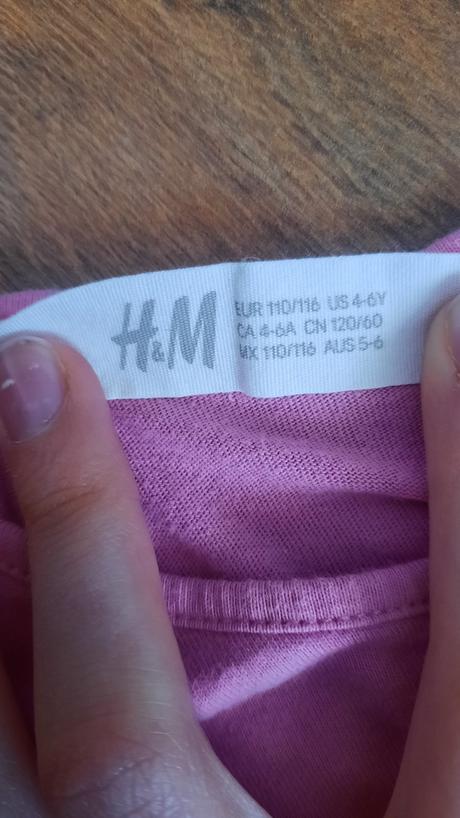 H&M
EUR 110/116 US 4-6Y
CA 4-6A CN 120/60
MX 110/116 AUS 5-6